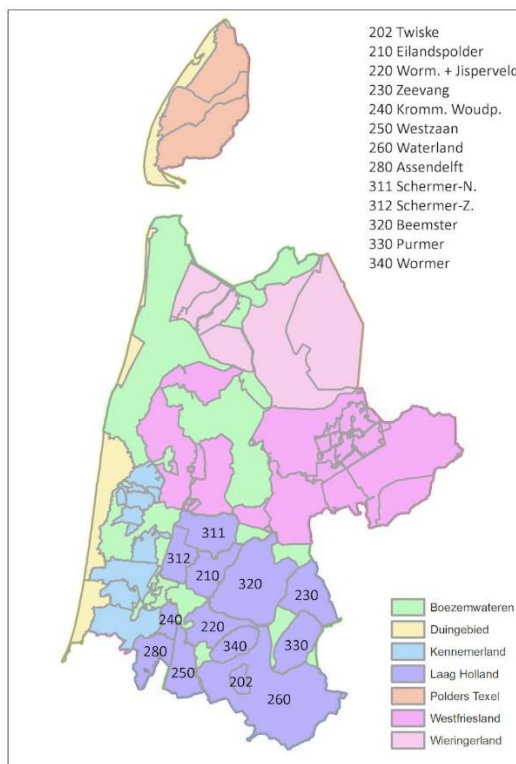 202 Twiske
210 Eilandspolder
220 Worm. + Jisperveld
230 Zeevang
240 Kromm. Woudp.
250 Westzaan
260 Waterland
280 Assendelft
311 Schermer-N.
312 Schermer-Z.
320 Beemster
330 Purmer
340 Wormer
311
312
210
320
230
240
220
340
330
280
250
202
260
Boezemwateren
Duingebied
Kennemerland
Laag Holland
Polders Texel
Westfriesland
Wieringerland